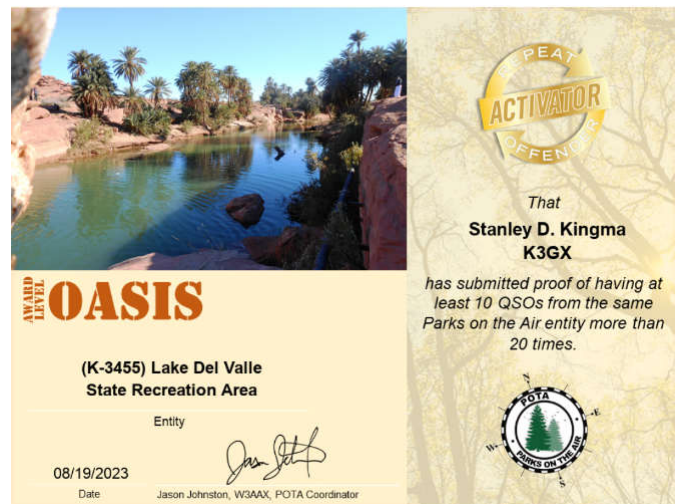 REPEAT
ACTIVATOR
OFFENDER
That
Stanley D. Kingma
K3GX
has submitted proof of having at
least 10 QSOs from the same
Parks on the Air entity more than
20 times.
AWARD
LEVEL
OASIS
(K-3455) Lake Del Valle
State Recreation Area
Entity
08/19/2023
Date
Jason Johnston, W3AAX, POTA Coordinator
N
E
W
S
POTA
PARKS ON THE AIR